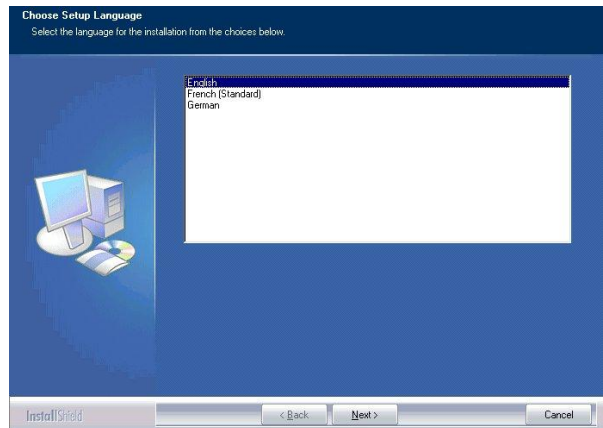 Choose Setup Language
Select the language for the installation from the choices below.
English
French (Standard)
German
InstallShield
< Back
Next >
Cancel